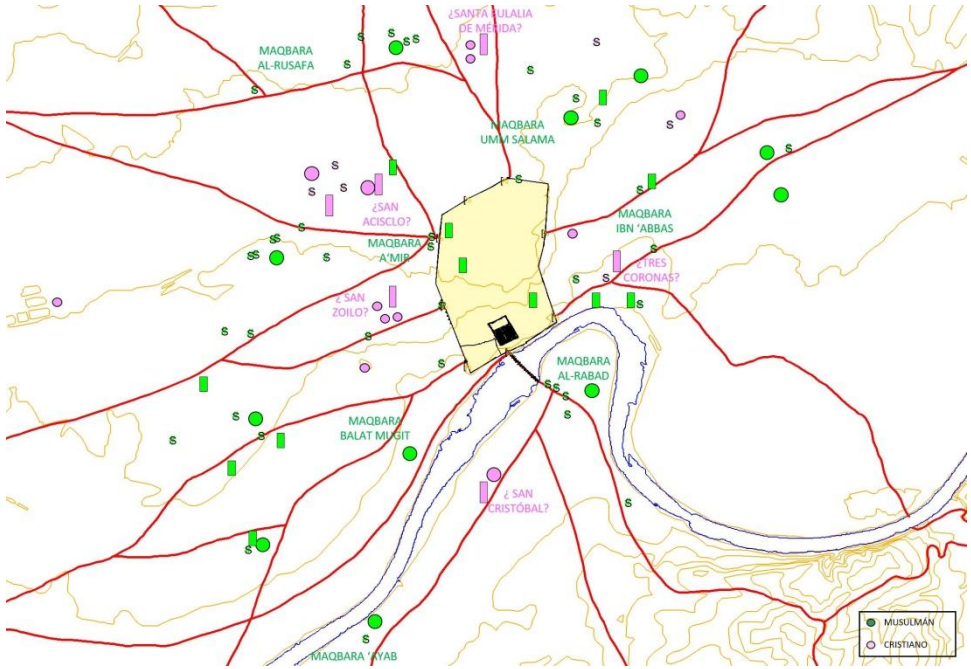 ¿SANTA EULALIA
DE MÉRIDA?
MAQBARA
AL-RUSAFA
MAQBARA
UMM SALAMA
¿SAN
ACISCLO?
MAQBARA
A'MIR
MAQBARA
IBN 'ABBAS
¿TRES
CORONAS?
¿ SAN
ZOILO?
MAQBARA
AL-RABAD
MAQBARA
BALAT MUGIT
¿ SAN
CRISTÓBAL?
MAQBARA 'AYAB
MUSULMÁN
CRISTIANO